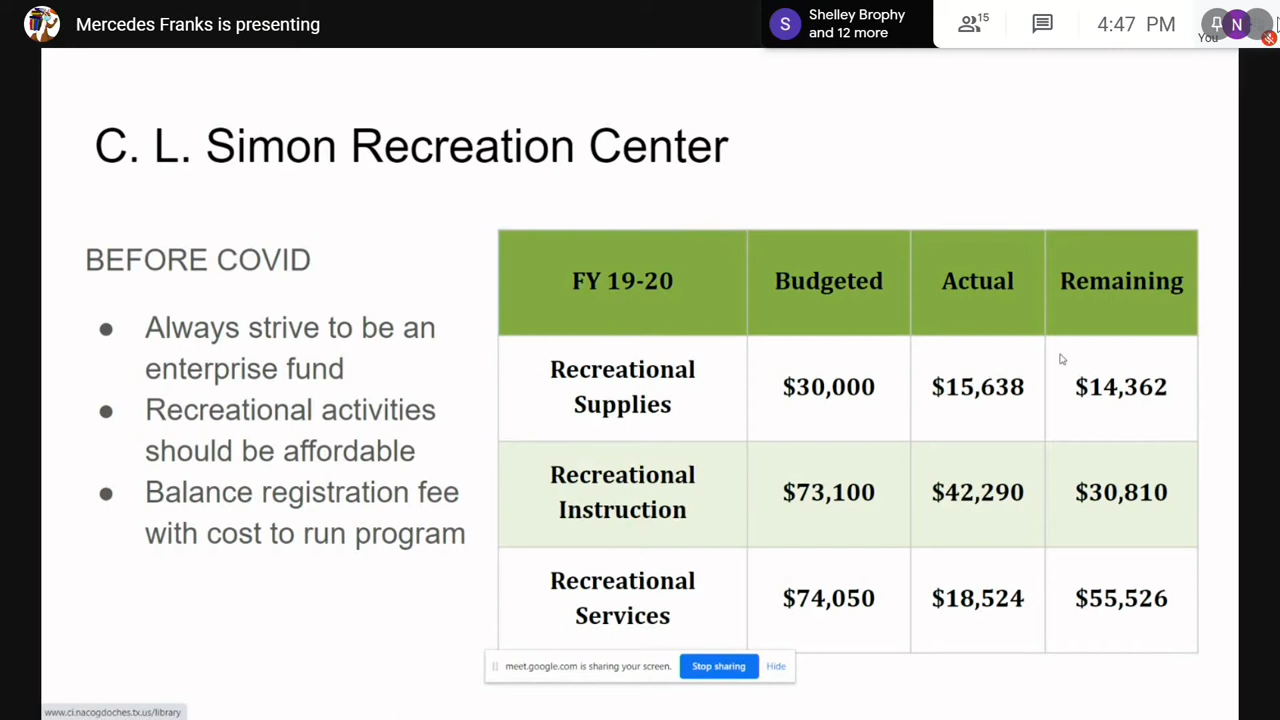 Mercedes Franks is presenting
S
Shelley Brophy
and 12 more
15
4:47 PM
You
N
C. L. Simon Recreation Center
BEFORE COVID
● Always strive to be an
enterprise fund
● Recreational activities
should be affordable
● Balance registration fee
with cost to run program
FY 19-20 Budgeted Actual Remaining
Recreational
Supplies
$30,000 $15,638 $14,362
Recreational
Instruction
$73,100 $42,290 $30,810
Recreational
Services
$74,050 $18,524 $55,526
meet.google.com is sharing your screen. Stop sharing Hide
www.ci.nacogdoches.tx.us/library